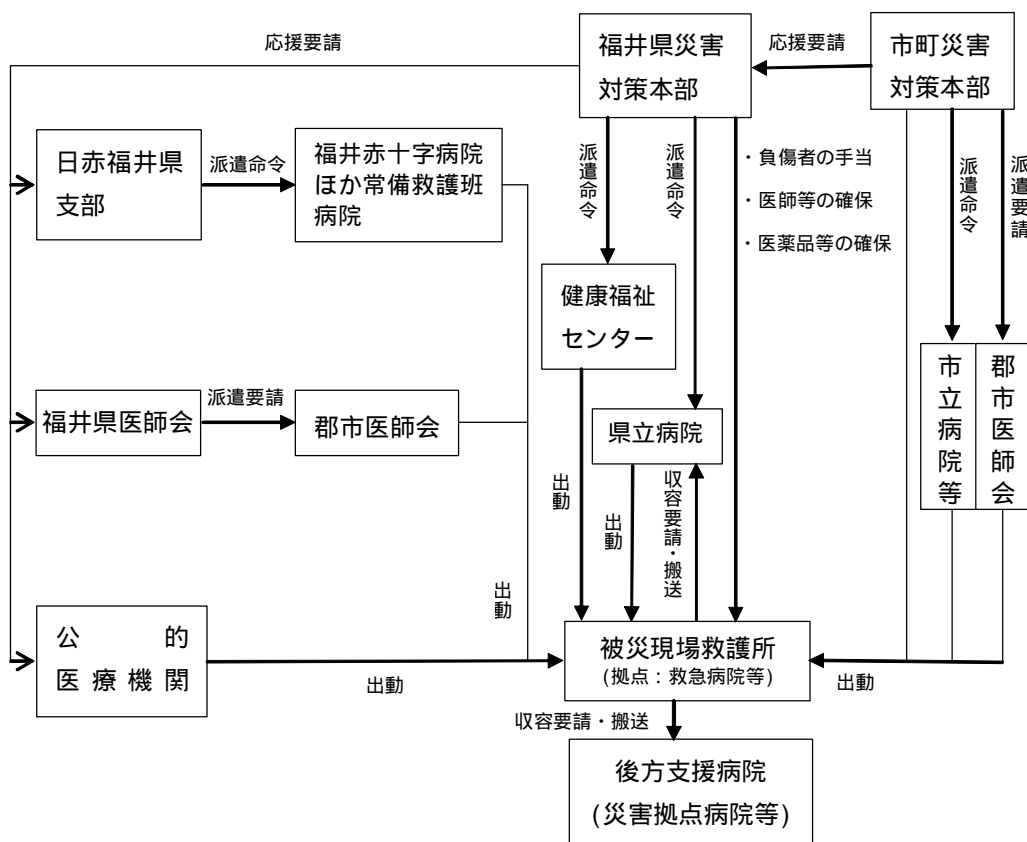 応援要請
福井県災害
対策本部
応援要請
市町災害
対策本部
日赤福井県
支部
派遣命令
福井赤十字病院
ほか常備救護班
病院
派遣命令
派遣命令
・負傷者の手当
・医師等の確保
・医薬品等の確保
派遣命令
派遣要請
健康福祉
センター
市立病院等
郡市医師会
福井県医師会
派遣要請
郡市医師会
県立病院
出動
出動
収容要請・搬送
出動
公的
医療機関
出動
被災現場救護所
(拠点：救急病院等)
出動
収容要請・搬送
後方支援病院
(災害拠点病院等)